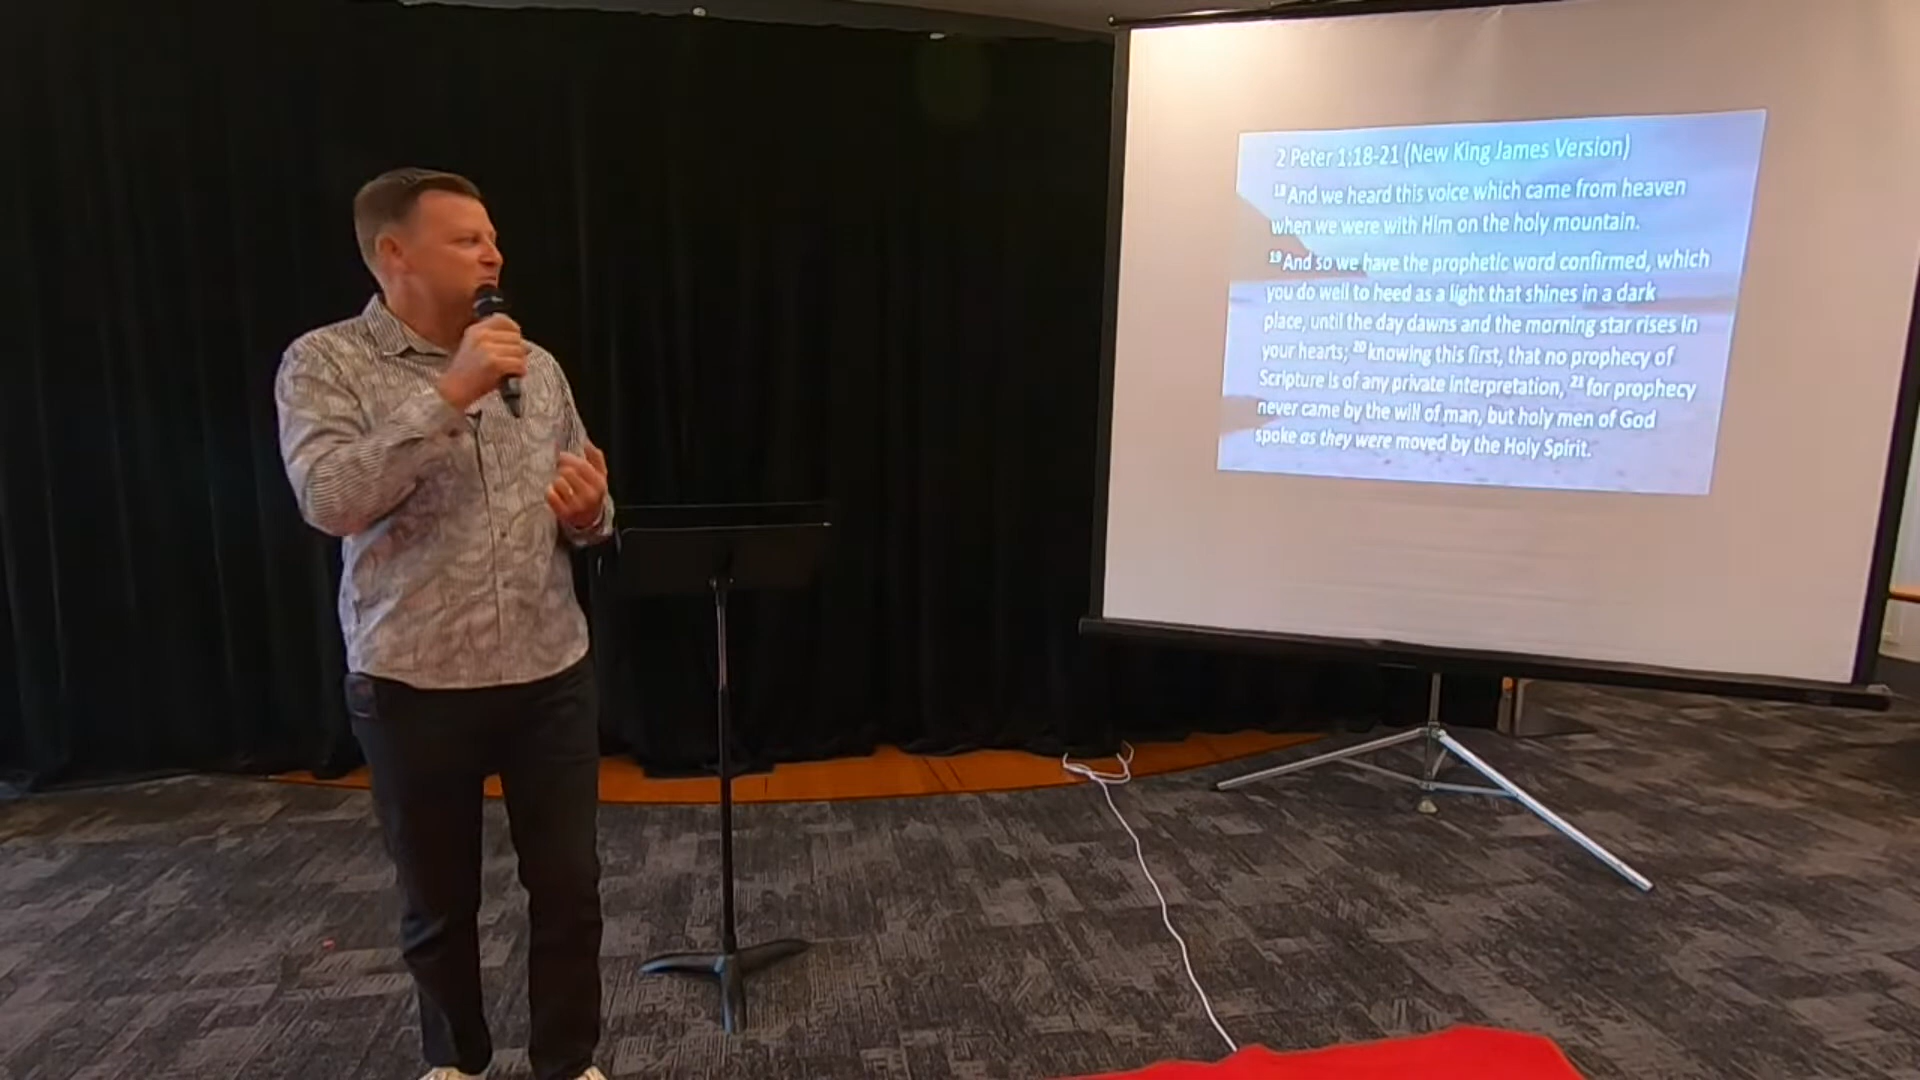 2 Peter 1:18-21 (New King James Version)
18 And we heard this voice which came from heaven
when we were with Him on the holy mountain.
19 And so we have the prophetic word confirmed, which
you do well to heed as a light that shines in a dark
place, until the day dawns and the morning star rises in
your hearts; 20 knowing this first, that no prophecy of
Scripture is of any private interpretation, 21 for prophecy
never came by the will of man, but holy men of God
spoke as they were moved by the Holy Spirit.